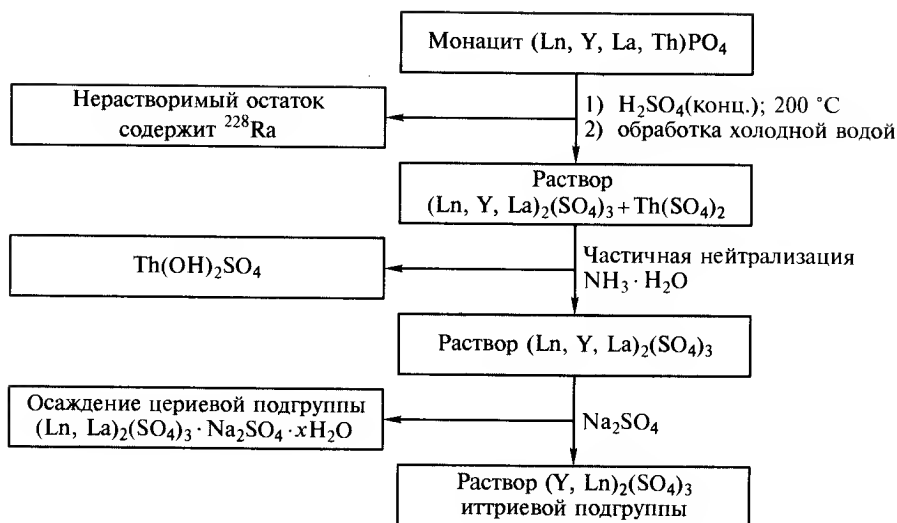 Монацит (Ln, Y, La, Th)PO₄
Нерастворимый остаток
содержит ²²⁸Ra
1) H₂SO₄(конц.); 200 °C
2) обработка холодной водой
Раствор
(Ln, Y, La)₂(SO₄)₃ + Th(SO₄)₂
Th(OH)₂SO₄
Частичная нейтрализация
NH₃ · H₂O
Раствор (Ln, Y, La)₂(SO₄)₃
Осаждение цериевой подгруппы
(Ln, La)₂(SO₄)₃ · Na₂SO₄ · xH₂O
Na₂SO₄
Раствор (Y, Ln)₂(SO₄)₃
иттриевой подгруппы